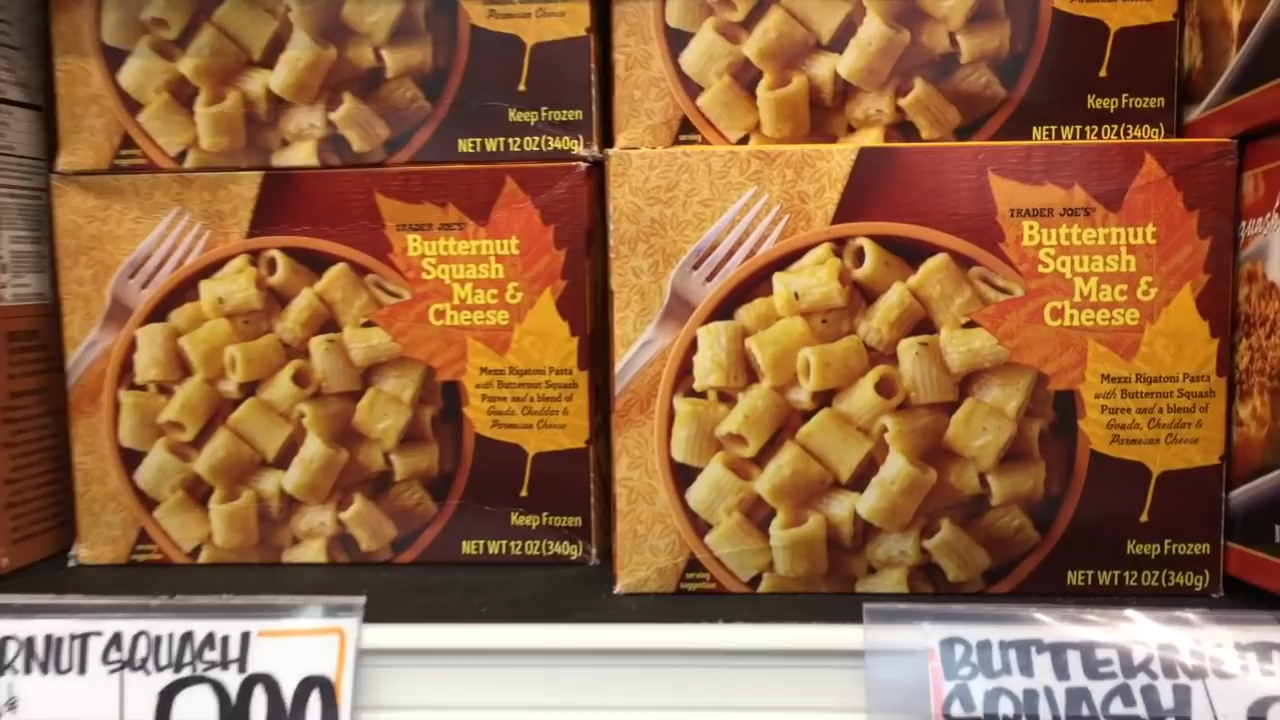 Parmesan Cheese
Keep Frozen
NET WT 12 OZ (340g)
Keep Frozen
NET WT 12 OZ (340g)
serving
TRADER JOE'S
Butternut
Squash
Mac &
Cheese
Mezzi Rigatoni Pasta
with Butternut Squash
Puree and a blend of
Gouda, Cheddar &
Parmesan Cheese
Keep Frozen
NET WT 12 OZ (340g)
TRADER JOE'S®
Butternut
Squash
Mac &
Cheese
Mezzi Rigatoni Pasta
with Butternut Squash
Puree and a blend of
Gouda, Cheddar &
Parmesan Cheese
Keep Frozen
NET WT 12 OZ (340g)
serving
suggestion
RNUT SQUASH
BUTTERNUT
SQUASH